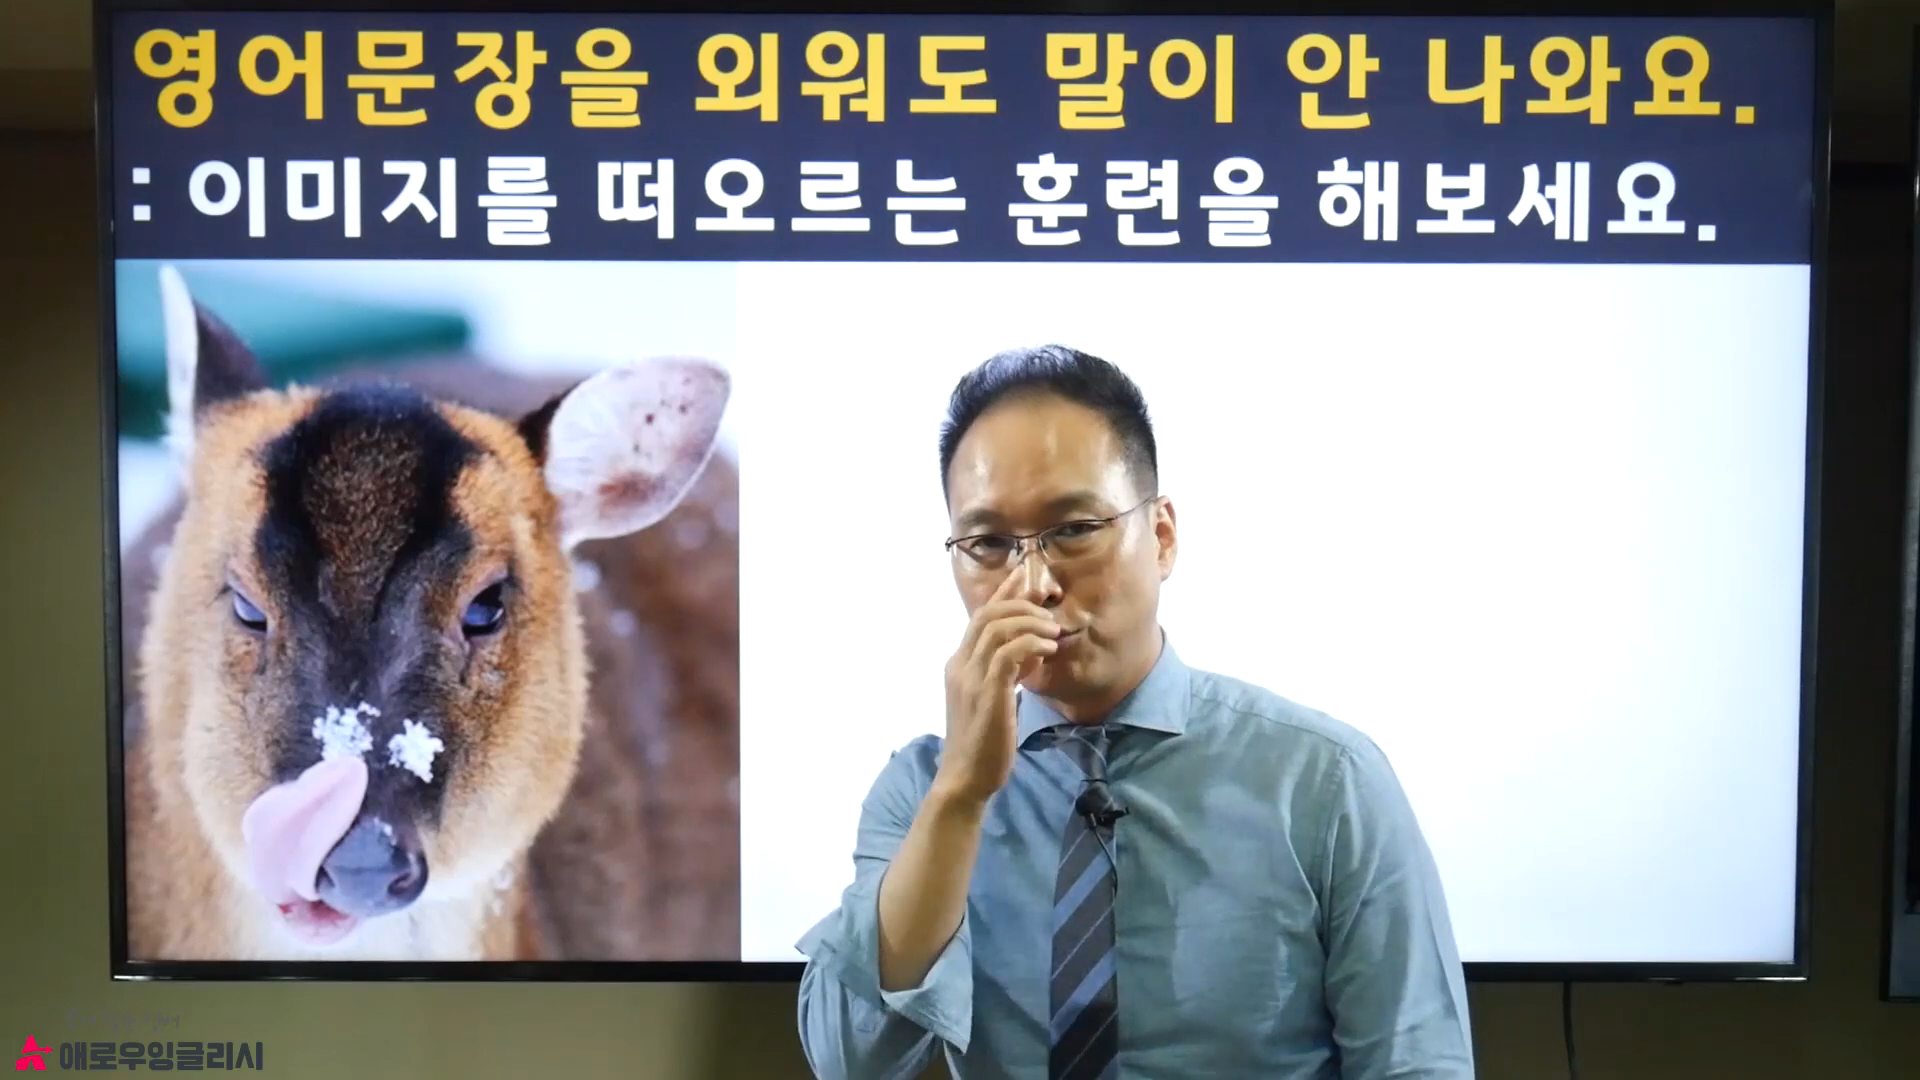 영어문장을 외워도 말이 안 나와요.
: 이미지를 떠오르는 훈련을 해보세요.
애로우잉글리시